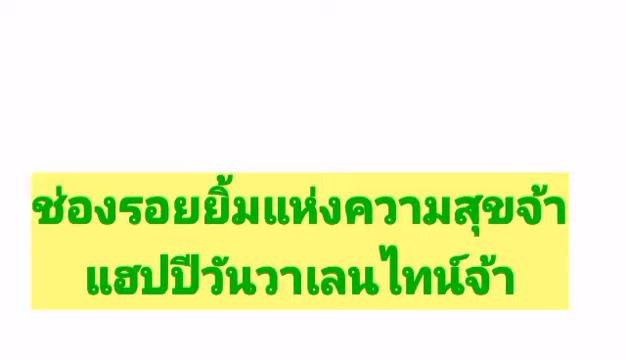 ช่องรอยยิ้มแห่งความสุขจ้า
แฮปปีวันวาเลนไทน์จ้า